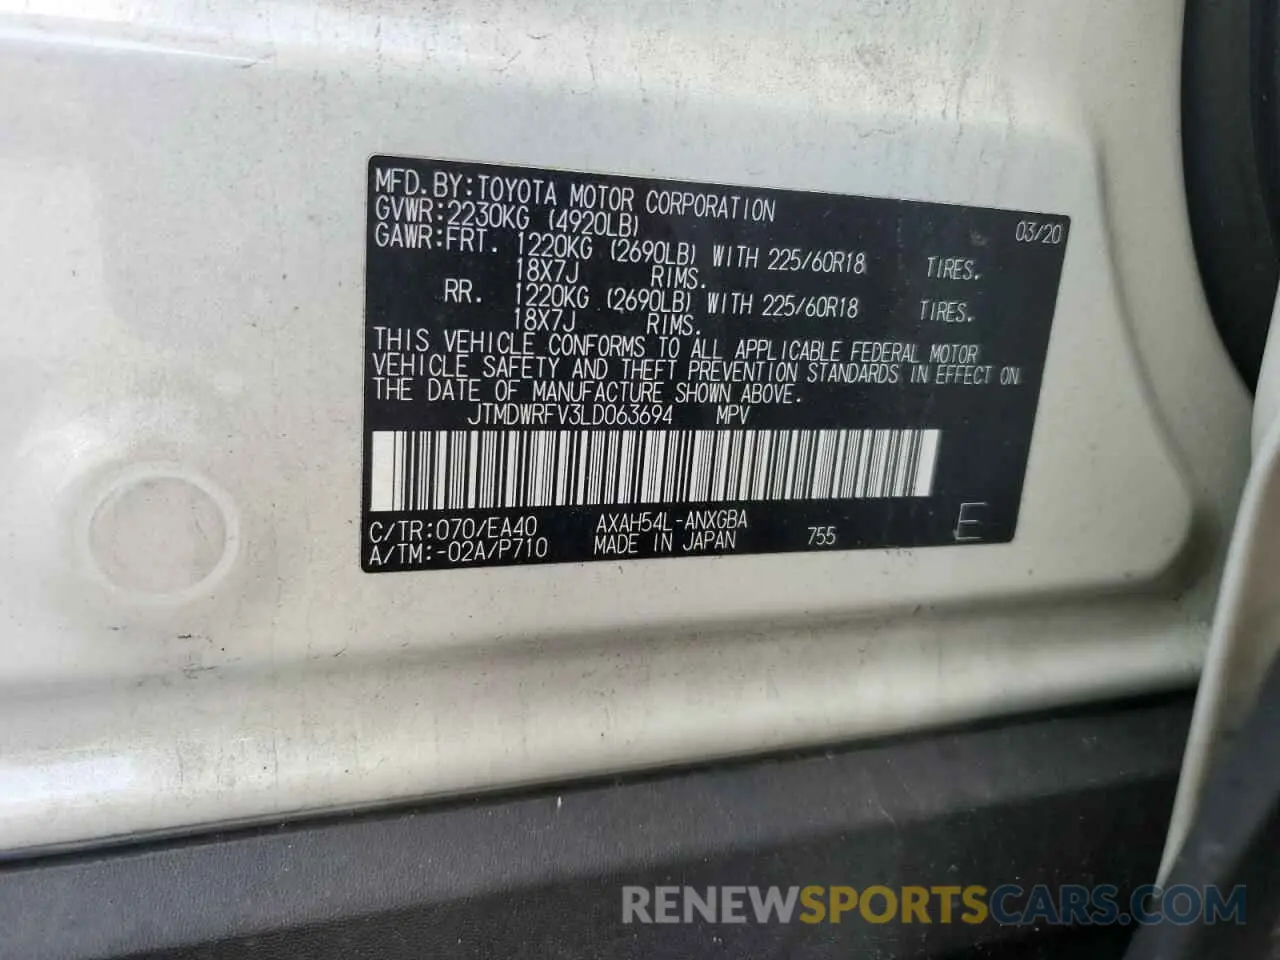 MFD. BY: TOYOTA MOTOR CORPORATION 03/20
GVWR: 2230KG (4920LB)
GAWR: FRT. 1220KG (2690LB) WITH 225/60R18 TIRES.
18X7J RIMS.
RR. 1220KG (2690LB) WITH 225/60R18 TIRES.
18X7J RIMS.
THIS VEHICLE CONFORMS TO ALL APPLICABLE FEDERAL MOTOR
VEHICLE SAFETY AND THEFT PREVENTION STANDARDS IN EFFECT ON
THE DATE OF MANUFACTURE SHOWN ABOVE.
JTMDWRFV3LD063694 MPV
C/TR: 070/EA40 AXAH54L-ANXGBA
A/TM: -02A/P710 MADE IN JAPAN 755 E
RENEWSPORTSCARS.COM